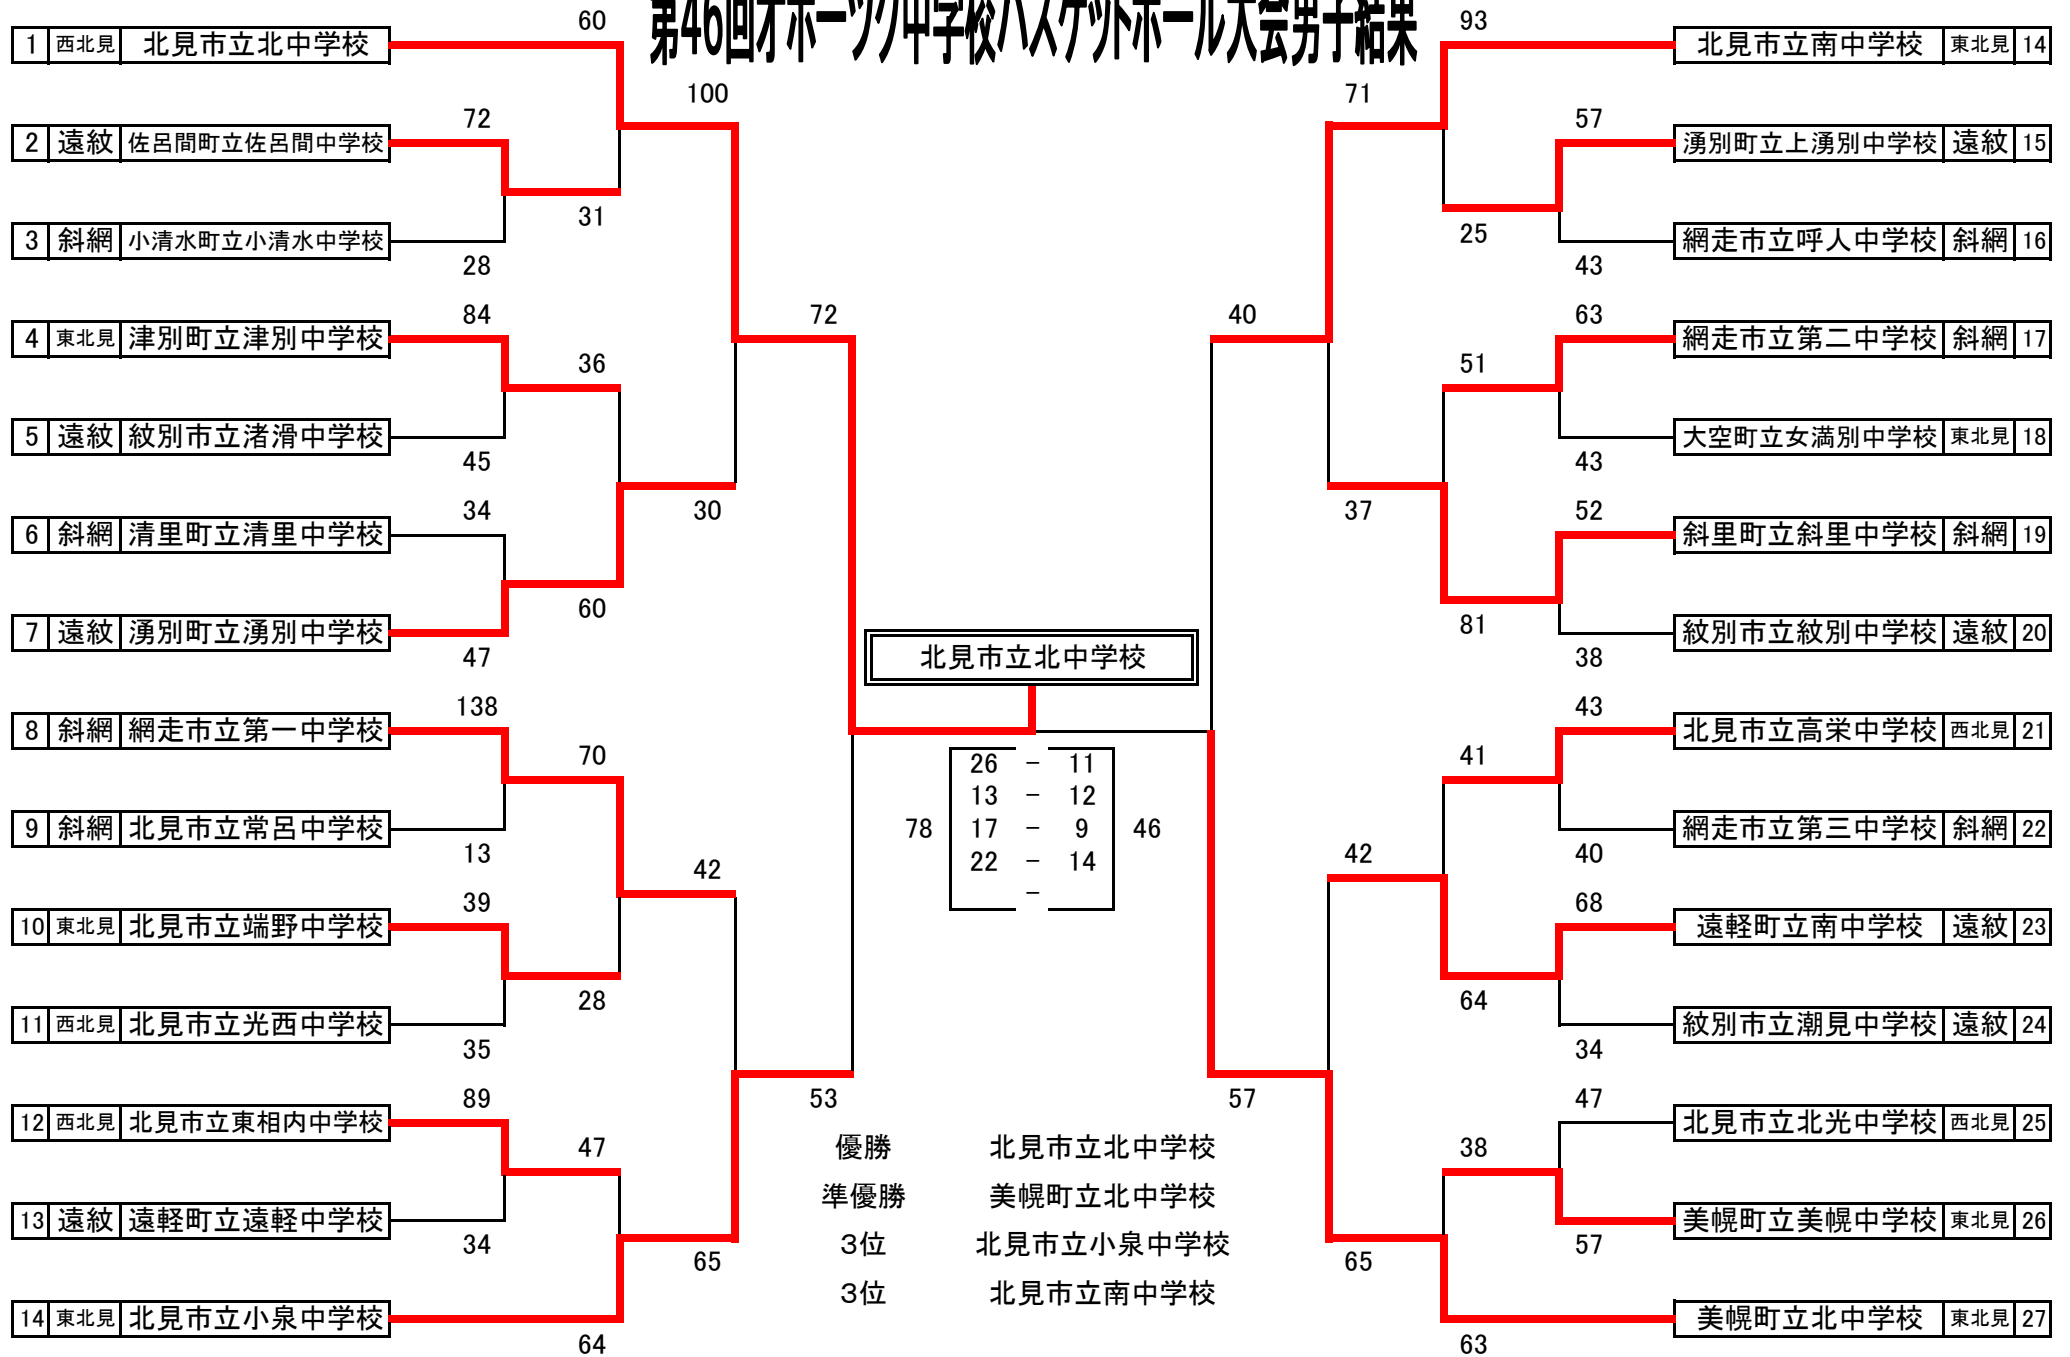 第46回オホーツク中学校バスケットボール大会男子結果
60 93
1 西北見 北見市立北中学校 北見市立南中学校 東北見 14
100 71
72 57
2 遠紋 佐呂間町立佐呂間中学校 湧別町立上湧別中学校 遠紋 15
31 25
3 斜網 小清水町立小清水中学校 網走市立呼人中学校 斜網 16
28 43
84 72 40 63
4 東北見 津別町立津別中学校 網走市立第二中学校 斜網 17
36 51
5 遠紋 紋別市立渚滑中学校 大空町立女満別中学校 東北見 18
45 43
34 30 37 52
6 斜網 清里町立清里中学校 斜里町立斜里中学校 斜網 19
60 81
7 遠紋 湧別町立湧別中学校 紋別市立紋別中学校 遠紋 20
47 38
北見市立北中学校
138 43
8 斜網 網走市立第一中学校 北見市立高栄中学校 西北見 21
70 41
26 - 11
13 - 12
9 斜網 北見市立常呂中学校 78 17 - 9 46 網走市立第三中学校 斜網 22
22 - 14
-
13 42 40
42
39 68
10 東北見 北見市立端野中学校 遠軽町立南中学校 遠紋 23
28 64
11 西北見 北見市立光西中学校 紋別市立潮見中学校 遠紋 24
35 34
89 53 57 47
12 西北見 北見市立東相内中学校 北見市立北光中学校 西北見 25
47 38
優勝 北見市立北中学校
準優勝 美幌町立北中学校
13 遠紋 遠軽町立遠軽中学校 美幌町立美幌中学校 東北見 26
34 57
3位 北見市立小泉中学校
65 65
3位 北見市立南中学校
14 東北見 北見市立小泉中学校 美幌町立北中学校 東北見 27
64 63